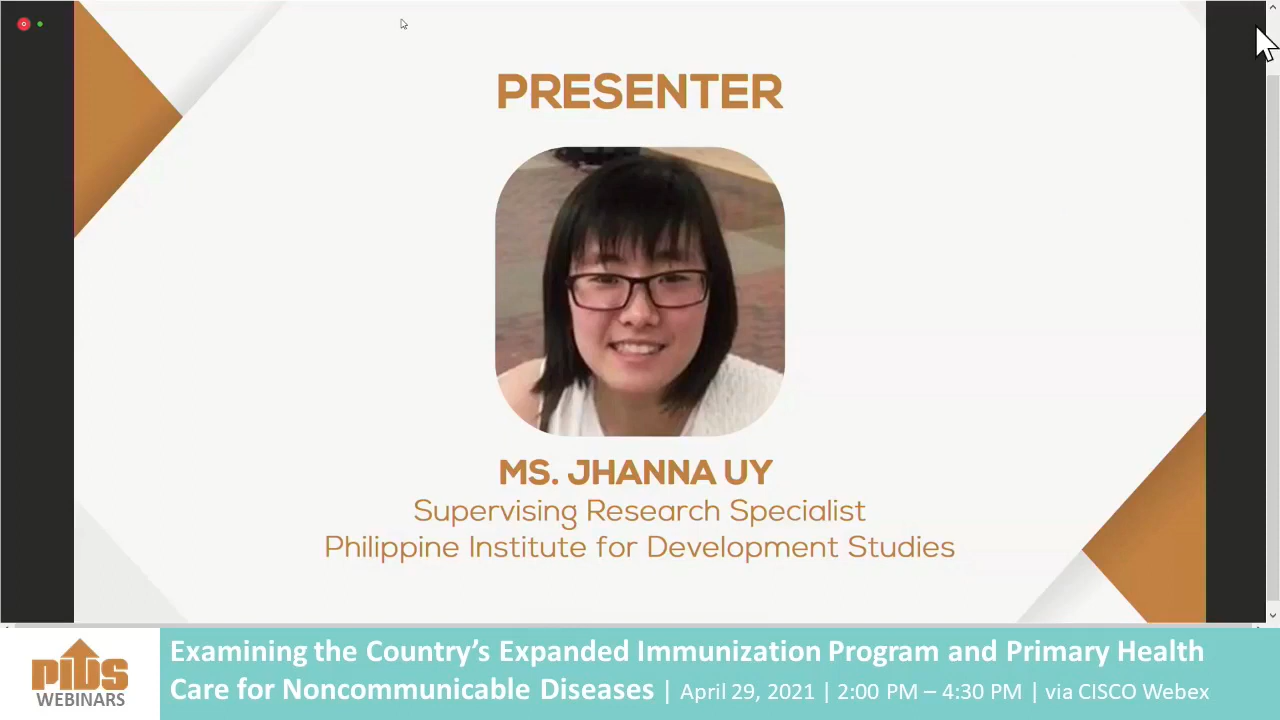 PRESENTER
MS. JHANNA UY
Supervising Research Specialist
Philippine Institute for Development Studies
PIDS
WEBINARS
Examining the Country's Expanded Immunization Program and Primary Health
Care for Noncommunicable Diseases | April 29, 2021 | 2:00 PM – 4:30 PM | via CISCO Webex